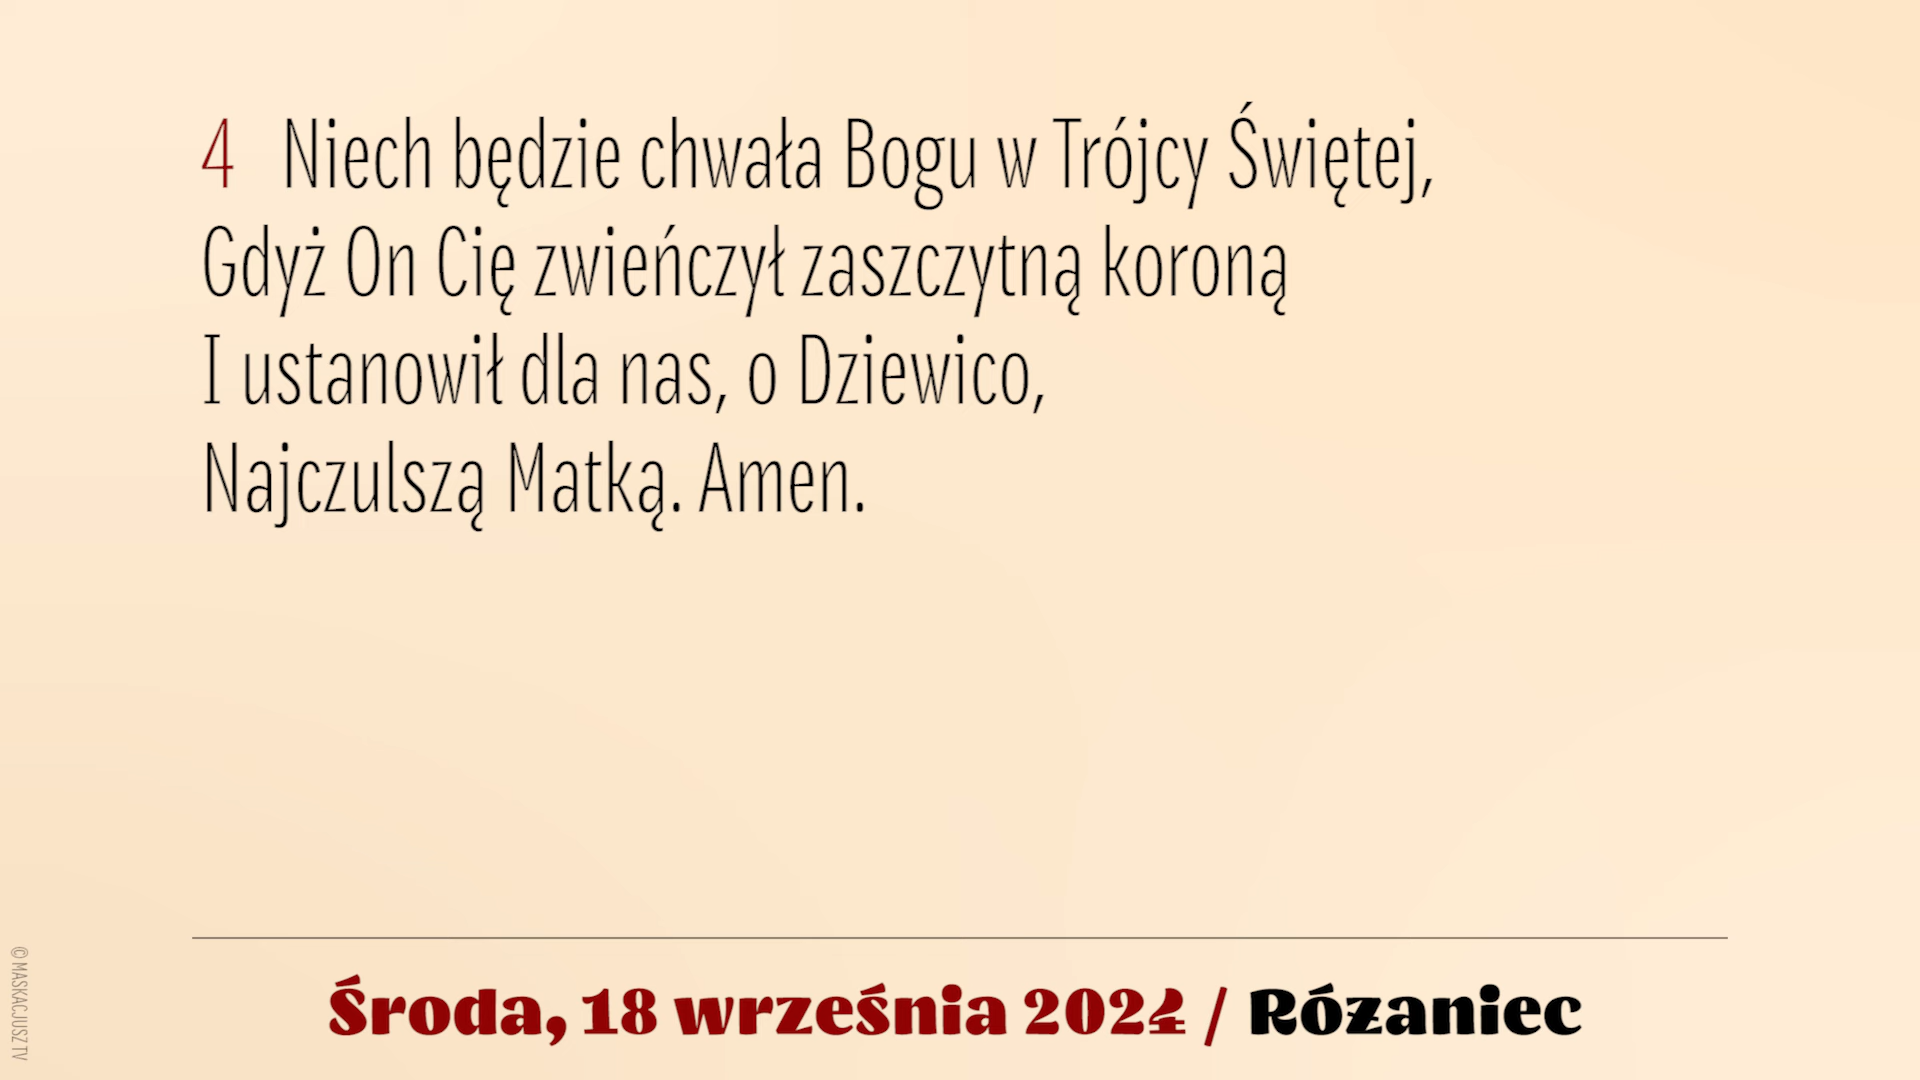 4 Niech będzie chwała Bogu w Trójcy Świętej,
Gdyż On Cię zwieńczył zaszczytną koroną
I ustanowił dla nas, o Dziewico,
Najczulszą Matką. Amen.
Środa, 18 września 2024 / Różaniec
© MASKACJUSZ TV